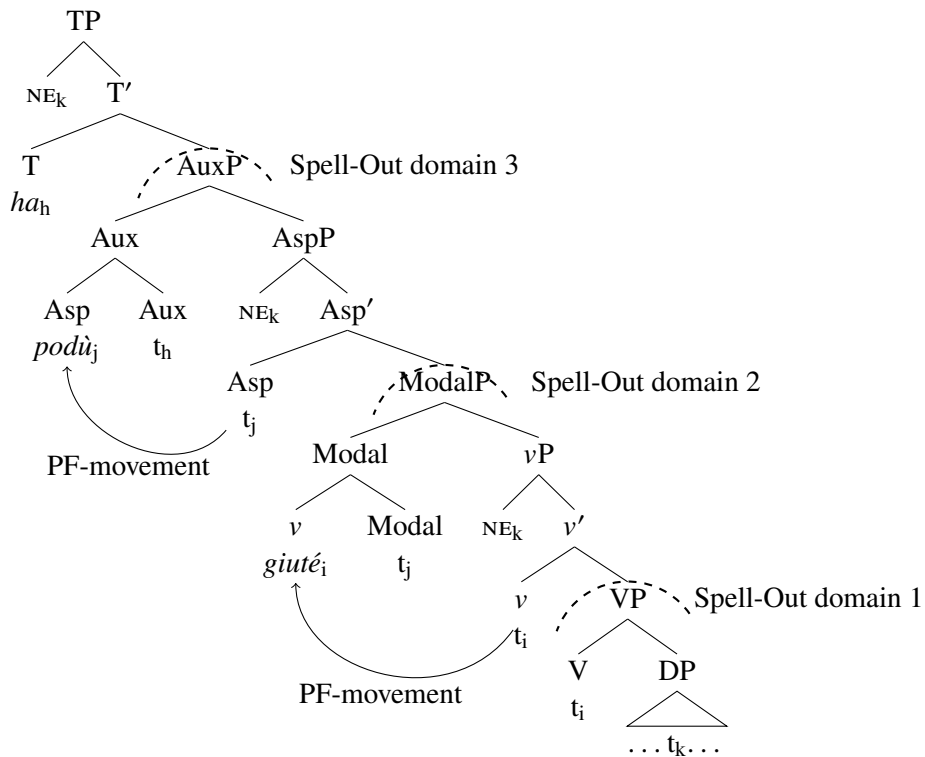 TP
NEₖ T′
T AuxP Spell-Out domain 3
haₕ
Aux AspP
Asp Aux NEₖ Asp′
podùⱼ tₕ
Asp ModalP Spell-Out domain 2
tⱼ
PF-movement Modal vP
v Modal NEₖ v′
giutéᵢ tⱼ
v VP Spell-Out domain 1
tᵢ
PF-movement V DP
tᵢ
…tₖ…